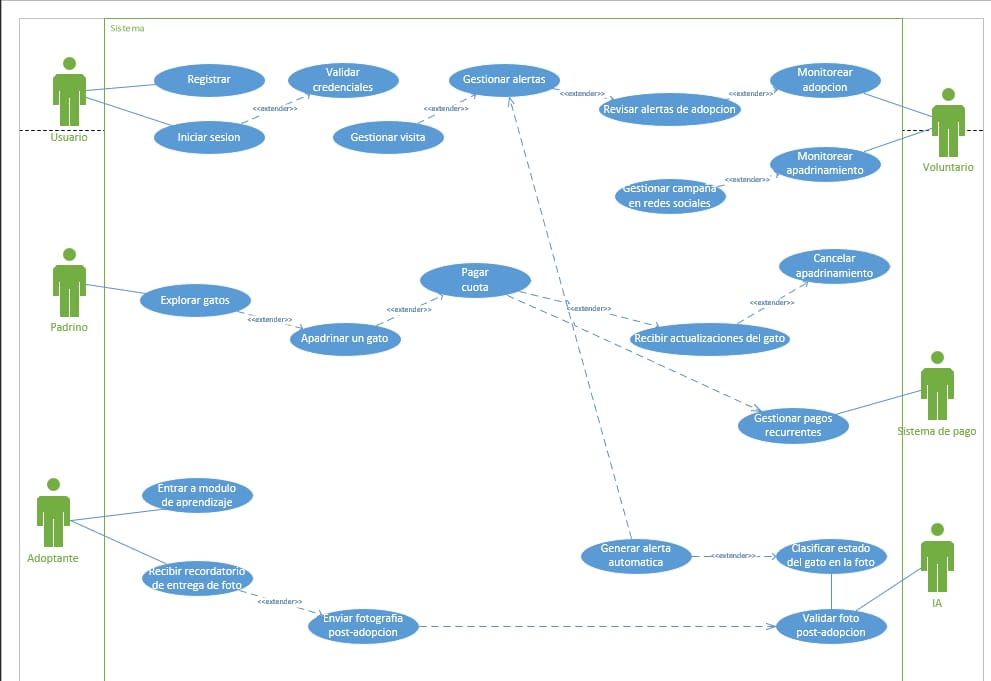 Sistema
Registrar
Validar
credenciales
Gestionar alertas
Monitorear
adopcion
<<extender>>
<<extender>>
<<extender>>
<<extender>>
Revisar alertas de adopcion
Usuario
Iniciar sesion
Gestionar visita
Monitorear
apadrinamiento
Voluntario
<<extender>>
Gestionar campaña
en redes sociales
Cancelar
apadrinamiento
Pagar
cuota
Explorar gatos
<<extender>>
<<extender>>
<<extender>>
<<extender>>
Padrino
Apadrinar un gato
Recibir actualizaciones del gato
Gestionar pagos
recurrentes
Sistema de pago
Entrar a modulo
de aprendizaje
Adoptante
Generar alerta
automatica
<<extender>>
Clasificar estado
del gato en la foto
Recibir recordatorio
de entrega de foto
<<extender>>
IA
Enviar fotografia
post-adopcion
Validar foto
post-adopcion